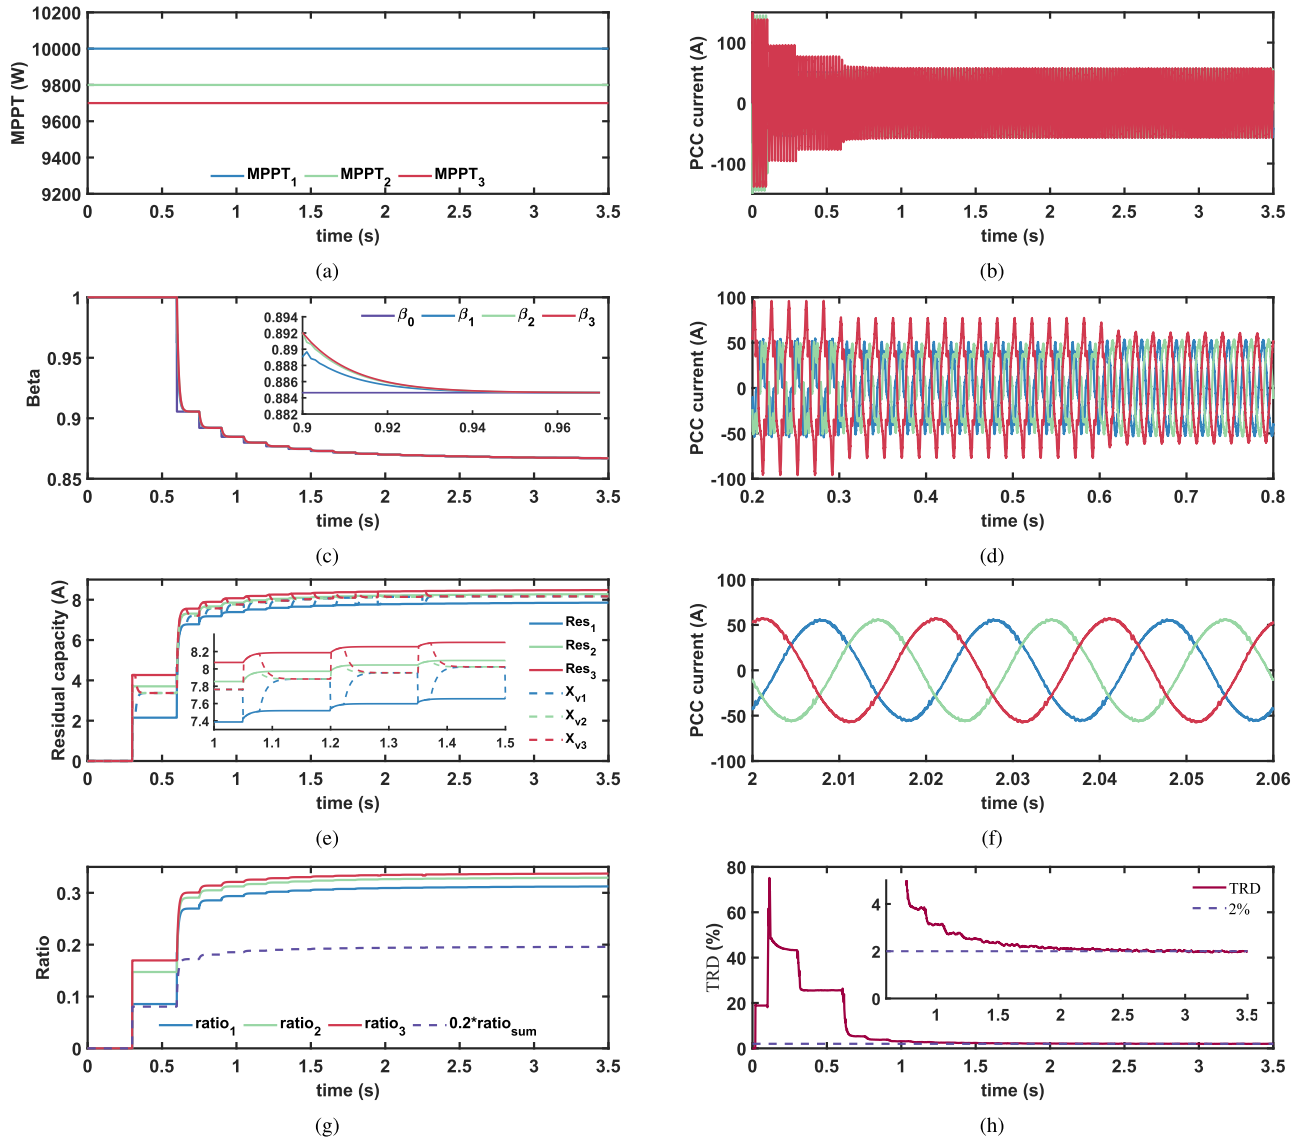 10200
10000
9800
9600
9400
9200
MPPT (W)
MPPT1 MPPT2 MPPT3
0 0.5 1 1.5 2 2.5 3 3.5
time (s)
(a)
100
0
-100
PCC current (A)
0 0.5 1 1.5 2 2.5 3 3.5
time (s)
(b)
1
0.95
0.9
0.85
Beta
β0 β1 β2 β3
0.894
0.892
0.89
0.888
0.886
0.884
0.882
0.9 0.92 0.94 0.96
0 0.5 1 1.5 2 2.5 3 3.5
time (s)
(c)
100
50
0
-50
-100
PCC current (A)
0.2 0.3 0.4 0.5 0.6 0.7 0.8
time (s)
(d)
8
6
4
2
0
Residual capacity (A)
Res1
Res2
Res3
Xv1
Xv2
Xv3
8.2
8
7.8
7.6
7.4
1 1.1 1.2 1.3 1.4 1.5
0 0.5 1 1.5 2 2.5 3 3.5
time (s)
(e)
100
50
0
-50
-100
PCC current (A)
2 2.01 2.02 2.03 2.04 2.05 2.06
time (s)
(f)
0.3
0.2
0.1
0
Ratio
ratio1 ratio2 ratio3 0.2*ratiosum
0 0.5 1 1.5 2 2.5 3 3.5
time (s)
(g)
80
60
40
20
0
TRD (%)
TRD
2%
4
2
0
1 1.5 2 2.5 3 3.5
0 0.5 1 1.5 2 2.5 3 3.5
time (s)
(h)